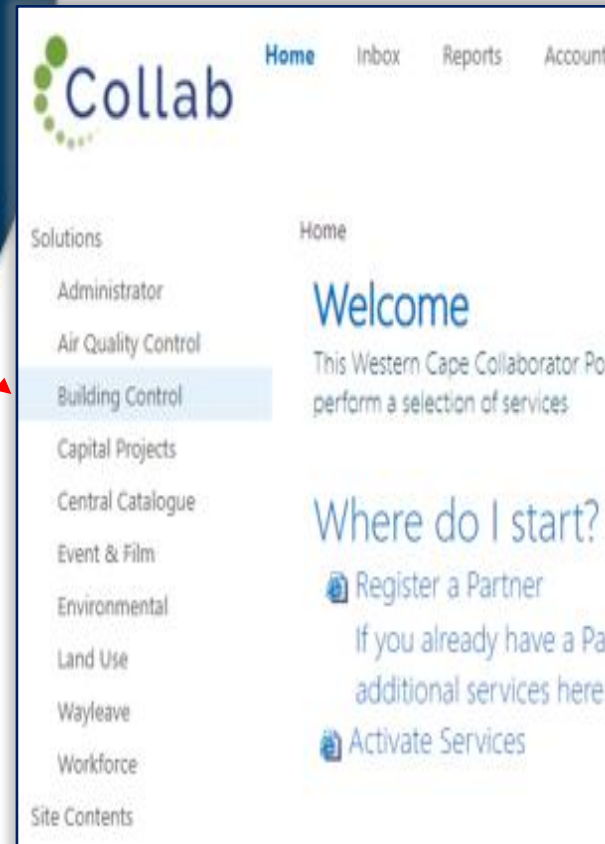 Collab
Home Inbox Reports Account
Solutions
Administrator
Air Quality Control
Building Control
Capital Projects
Central Catalogue
Event & Film
Environmental
Land Use
Wayleave
Workforce
Site Contents
Home
Welcome
This Western Cape Collaborator Po
perform a selection of services
Where do I start?
Register a Partner
If you already have a Pa
additional services here
Activate Services